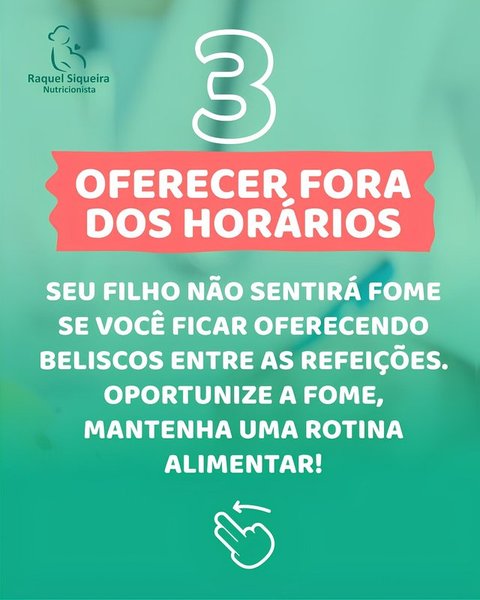 Raquel Siqueira
Nutricionista
3
OFERECER FORA
DOS HORÁRIOS
SEU FILHO NÃO SENTIRÁ FOME
SE VOCÊ FICAR OFERECENDO
BELISCOS ENTRE AS REFEIÇÕES.
OPORTUNIZE A FOME,
MANTENHA UMA ROTINA
ALIMENTAR!